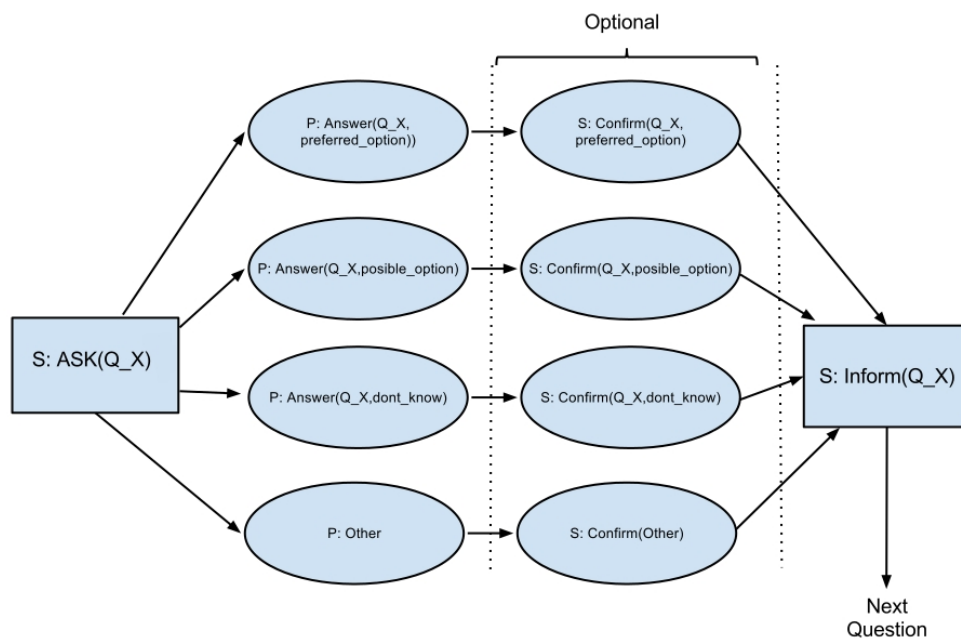 Optional
P: Answer(Q_X,
preferred_option))
S: Confirm(Q_X,
preferred_option)
P: Answer(Q_X,posible_option)
S: Confirm(Q_X,posible_option)
S: ASK(Q_X)
S: Inform(Q_X)
P: Answer(Q_X,dont_know)
S: Confirm(Q_X,dont_know)
P: Other
S: Confirm(Other)
Next
Question